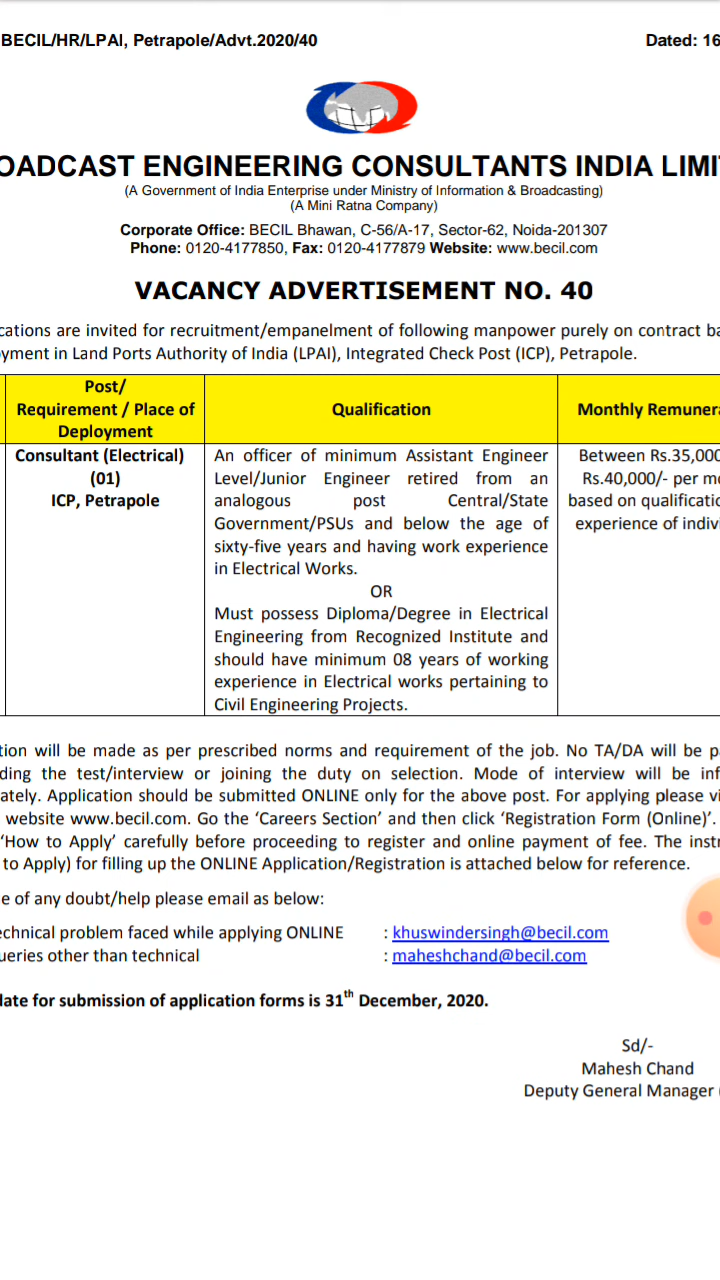 BECIL/HR/LPAI, Petrapole/Advt.2020/40 Dated: 16
OADCAST ENGINEERING CONSULTANTS INDIA LIMI
(A Government of India Enterprise under Ministry of Information & Broadcasting)
(A Mini Ratna Company)
Corporate Office: BECIL Bhawan, C-56/A-17, Sector-62, Noida-201307
Phone: 0120-4177850, Fax: 0120-4177879 Website: www.becil.com
VACANCY ADVERTISEMENT NO. 40
cations are invited for recruitment/empanelment of following manpower purely on contract ba
yment in Land Ports Authority of India (LPAI), Integrated Check Post (ICP), Petrapole.
Post/
Requirement / Place of
Deployment
Qualification
Monthly Remunera
Consultant (Electrical)
(01)
ICP, Petrapole
An officer of minimum Assistant Engineer
Level/Junior Engineer retired from an
analogous post Central/State
Government/PSUs and below the age of
sixty-five years and having work experience
in Electrical Works.
OR
Must possess Diploma/Degree in Electrical
Engineering from Recognized Institute and
should have minimum 08 years of working
experience in Electrical works pertaining to
Civil Engineering Projects.
Between Rs.35,000
Rs.40,000/- per mo
based on qualificatio
experience of indivi
tion will be made as per prescribed norms and requirement of the job. No TA/DA will be pa
ding the test/interview or joining the duty on selection. Mode of interview will be inf
ately. Application should be submitted ONLINE only for the above post. For applying please vi
website www.becil.com. Go the ‘Careers Section’ and then click ‘Registration Form (Online)’.
‘How to Apply’ carefully before proceeding to register and online payment of fee. The instr
to Apply) for filling up the ONLINE Application/Registration is attached below for reference.
e of any doubt/help please email as below:
echnical problem faced while applying ONLINE : khuswindersingh@becil.com
ueries other than technical : maheshchand@becil.com
date for submission of application forms is 31th December, 2020.
Sd/-
Mahesh Chand
Deputy General Manager (